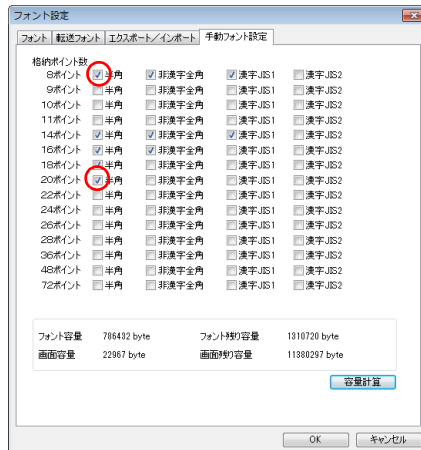 フォント設定
フォント 転送フォント エクスポート／インポート 手動フォント設定
格納ポイント数
8ポイント 半角 非漢字全角 漢字JIS1 漢字JIS2
9ポイント 半角 非漢字全角 漢字JIS1 漢字JIS2
10ポイント 半角 非漢字全角 漢字JIS1 漢字JIS2
11ポイント 半角 非漢字全角 漢字JIS1 漢字JIS2
14ポイント 半角 非漢字全角 漢字JIS1 漢字JIS2
16ポイント 半角 非漢字全角 漢字JIS1 漢字JIS2
18ポイント 半角 非漢字全角 漢字JIS1 漢字JIS2
20ポイント 半角 非漢字全角 漢字JIS1 漢字JIS2
22ポイント 半角 非漢字全角 漢字JIS1 漢字JIS2
24ポイント 半角 非漢字全角 漢字JIS1 漢字JIS2
26ポイント 半角 非漢字全角 漢字JIS1 漢字JIS2
28ポイント 半角 非漢字全角 漢字JIS1 漢字JIS2
36ポイント 半角 非漢字全角 漢字JIS1 漢字JIS2
48ポイント 半角 非漢字全角 漢字JIS1 漢字JIS2
72ポイント 半角 非漢字全角 漢字JIS1 漢字JIS2
フォント容量 786432 byte フォント残り容量 1310720 byte
画面容量 22967 byte 画面残り容量 11380297 byte
容量計算
OK キャンセル